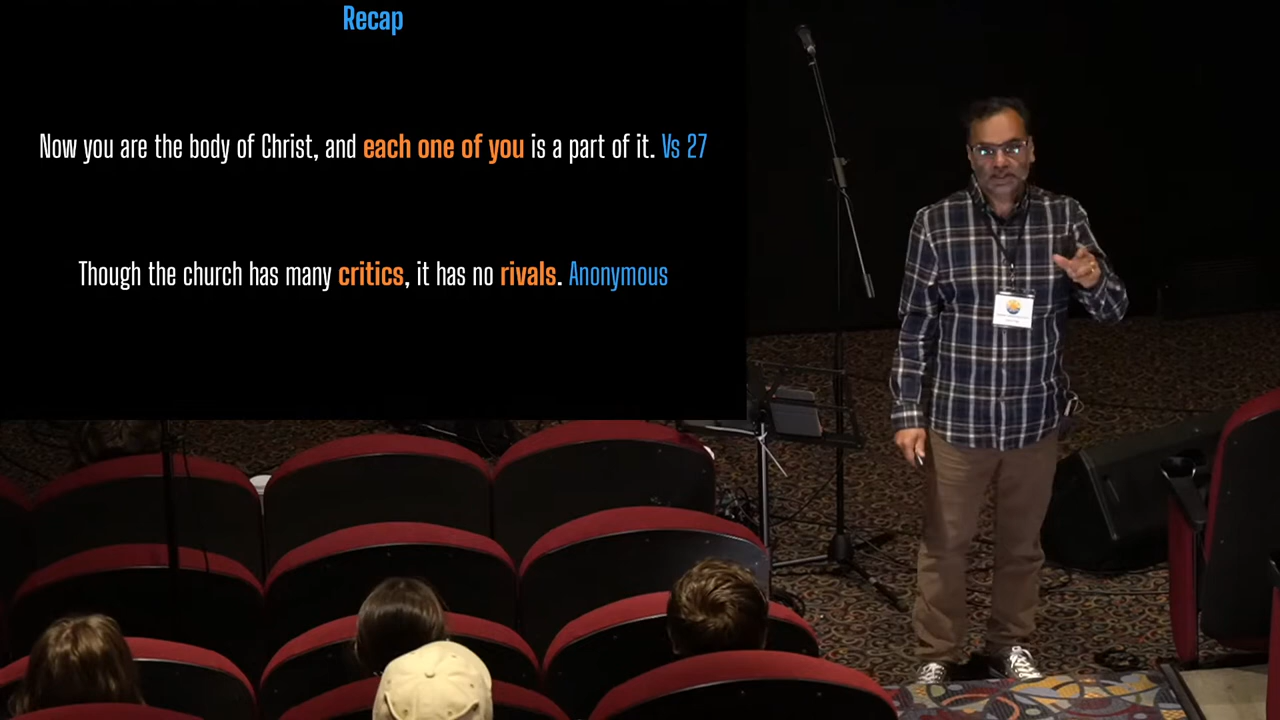 Recap
Now you are the body of Christ, and each one of you is a part of it. Vs 27
Though the church has many critics, it has no rivals. Anonymous